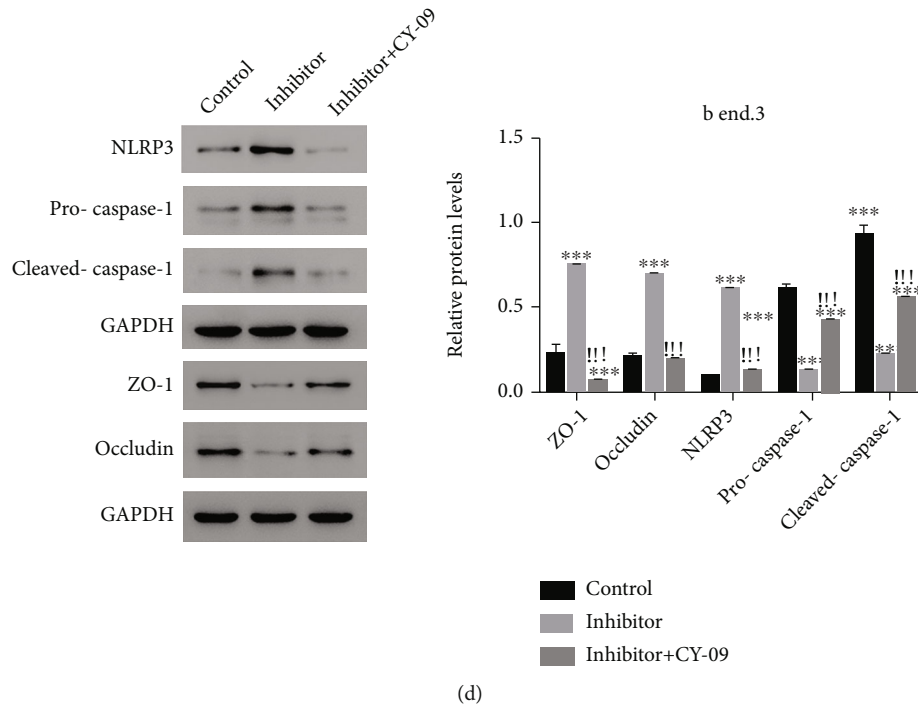 Control
Inhibitor
Inhibitor+CY-09
NLRP3
Pro- caspase-1
Cleaved- caspase-1
GAPDH
ZO-1
Occludin
GAPDH
b end.3
Relative protein levels
1.5
1.0
0.5
0.0
***
!!!
***
***
!!!
***
***
!!!
***
!!!
***
***
***
!!!
***
ZO-1
Occludin
NLRP3
Pro- caspase-1
Cleaved- caspase-1
Control
Inhibitor
Inhibitor+CY-09
(d)